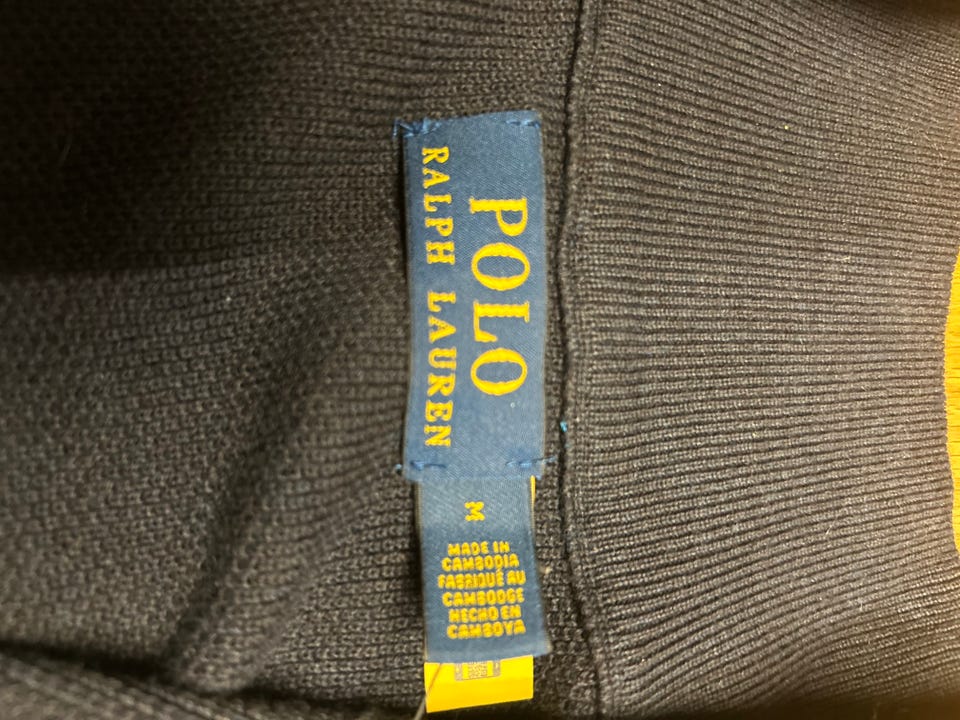 POLO
RALPH LAUREN
M
MADE IN
CAMBODIA
FABRIQUÉ AU
CAMBODGE
HECHO EN
CAMBOYA